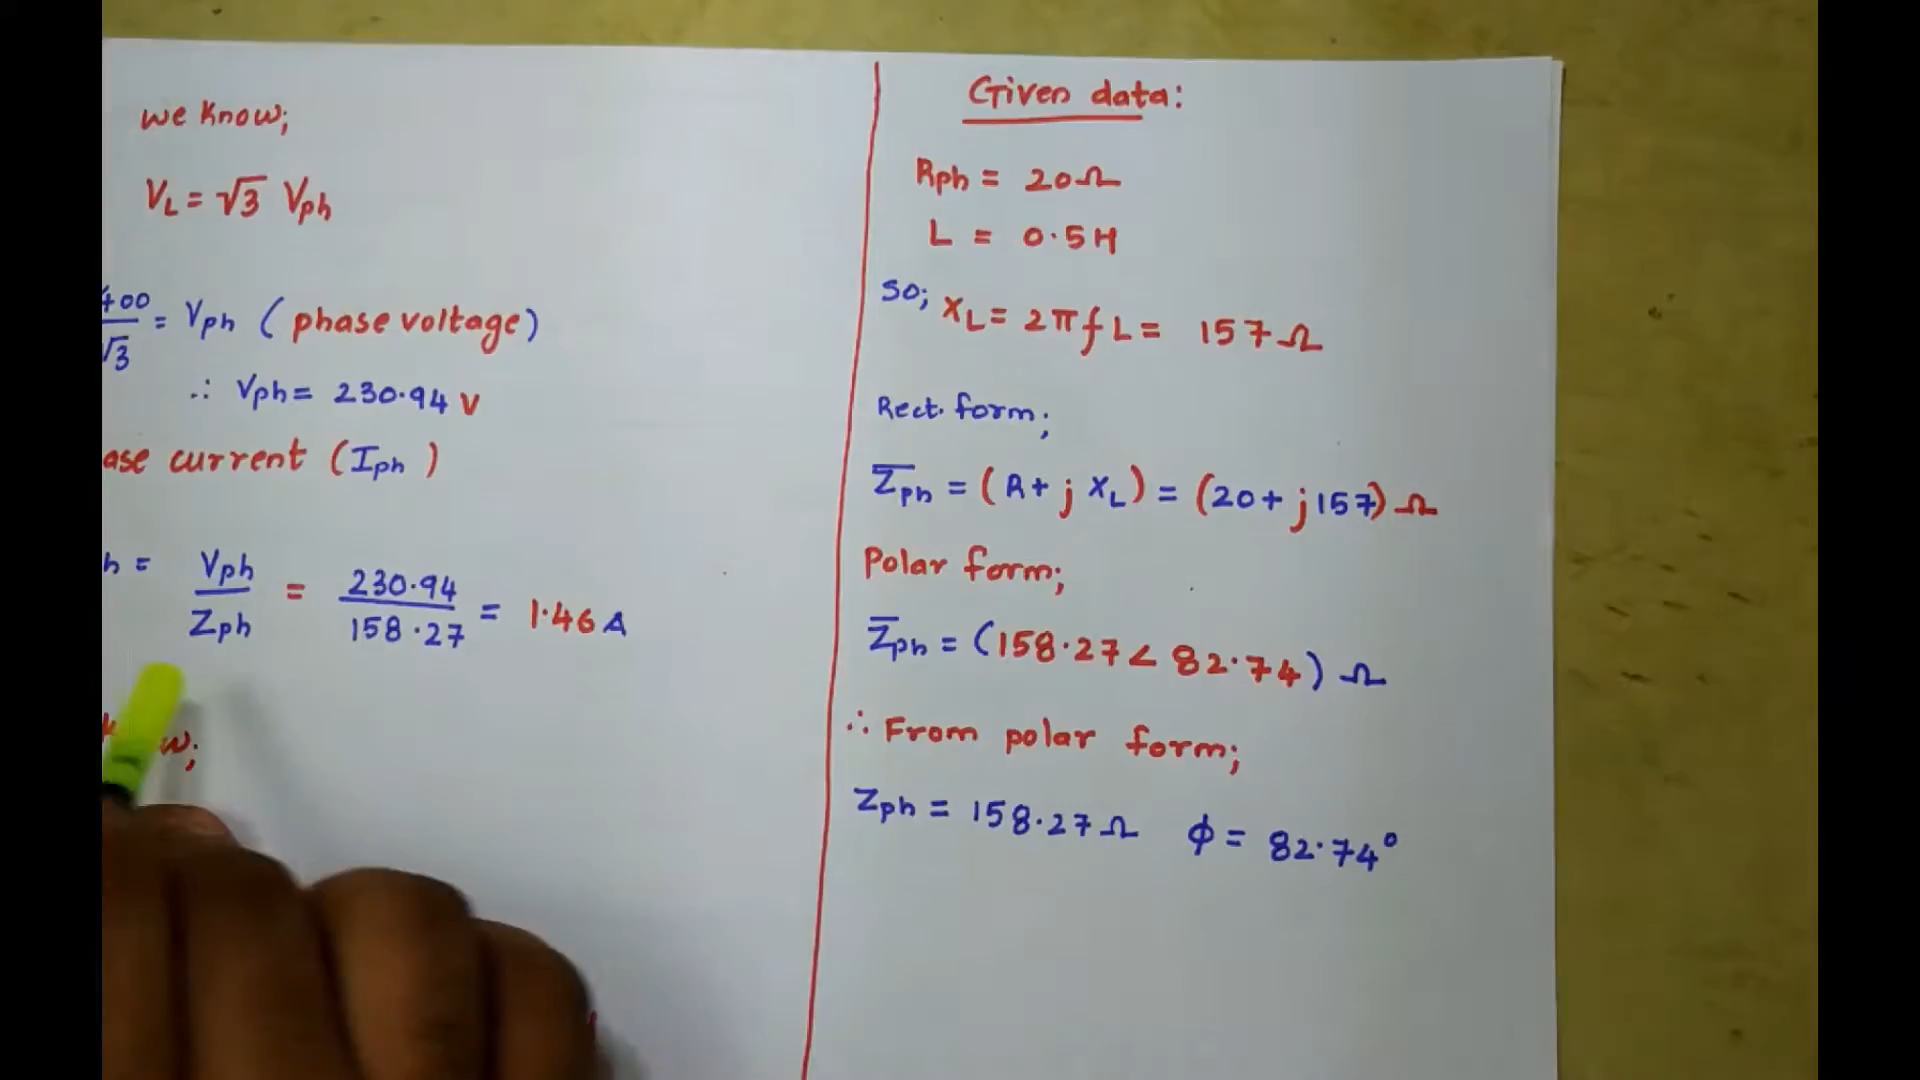 we know;
VL = √3 Vph
400/√3 = Vph (phase voltage)
∴ Vph = 230.94 V
ase current (Iph)
h = Vph/Zph = 230.94/158.27 = 1.46 A
w;
Given data:
Rph = 20Ω
L = 0.5H
so; XL = 2πfL = 157Ω
Rect. form;
Z̅ph = (R + j XL) = (20 + j157) Ω
Polar form;
Z̅ph = (158.27 < 82.74) Ω
∴ From polar form;
Zph = 158.27Ω ϕ = 82.74°